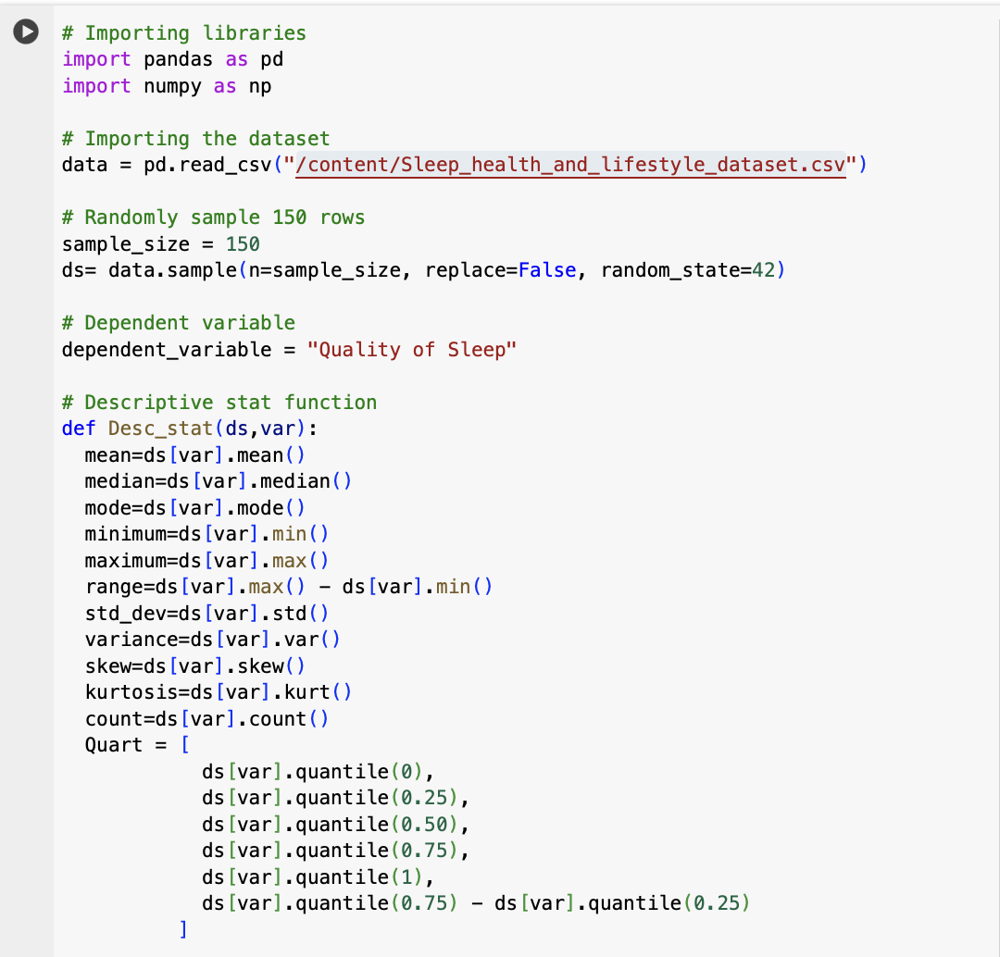 # Importing libraries
import pandas as pd
import numpy as np
# Importing the dataset
data = pd.read_csv("/content/Sleep_health_and_lifestyle_dataset.csv")
# Randomly sample 150 rows
sample_size = 150
ds= data.sample(n=sample_size, replace=False, random_state=42)
# Dependent variable
dependent_variable = "Quality of Sleep"
# Descriptive stat function
def Desc_stat(ds,var):
  mean=ds[var].mean()
  median=ds[var].median()
  mode=ds[var].mode()
  minimum=ds[var].min()
  maximum=ds[var].max()
  range=ds[var].max() - ds[var].min()
  std_dev=ds[var].std()
  variance=ds[var].var()
  skew=ds[var].skew()
  kurtosis=ds[var].kurt()
  count=ds[var].count()
  Quart = [
            ds[var].quantile(0),
            ds[var].quantile(0.25),
            ds[var].quantile(0.50),
            ds[var].quantile(0.75),
            ds[var].quantile(1),
            ds[var].quantile(0.75) - ds[var].quantile(0.25)
          ]